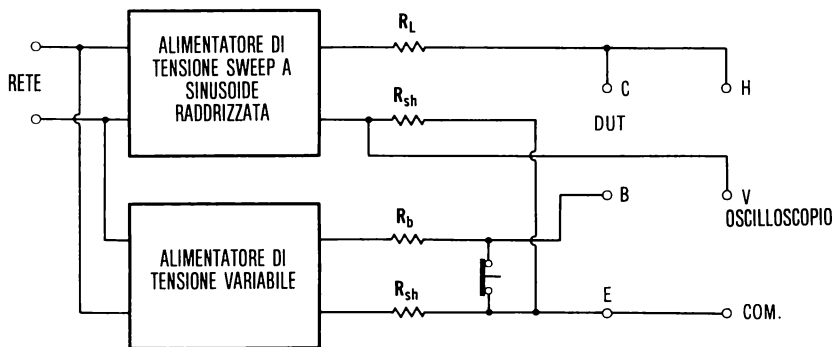 RETE
ALIMENTATORE DI
TENSIONE SWEEP A
SINUSOIDE
RADDRIZZATA
R_L
R_sh
C
H
DUT
B
V
OSCILLOSCOPIO
ALIMENTATORE DI
TENSIONE VARIABILE
R_b
R_sh
E
COM.